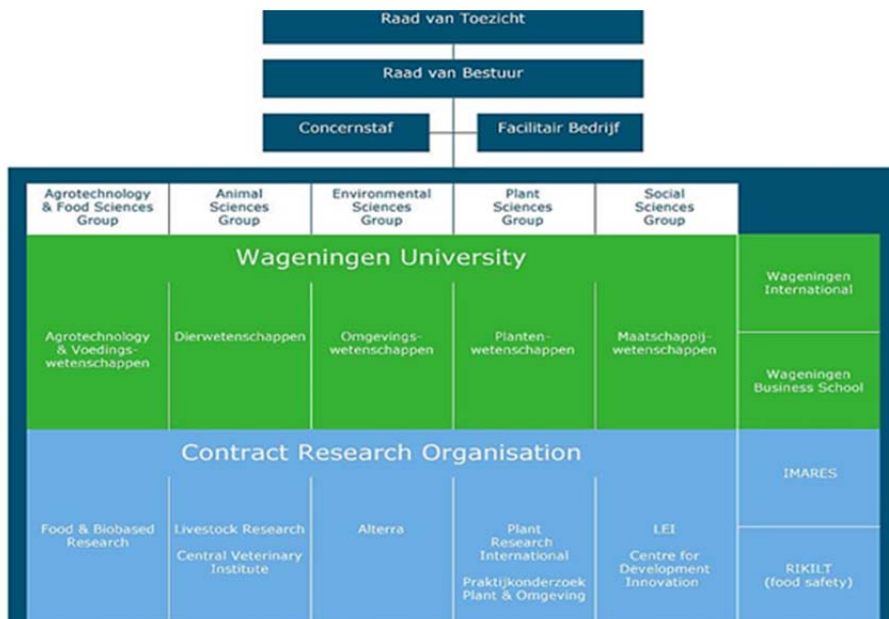 Raad van Toezicht
Raad van Bestuur
Concernstaf
Facilitair Bedrijf
Agrotechnology
& Food Sciences
Group
Animal
Sciences
Group
Environmental
Sciences
Group
Plant
Sciences
Group
Social
Sciences
Group
Wageningen University
Agrotechnology
& Voedings-
wetenschappen
Dierwetenschappen
Omgevings-
wetenschappen
Planten-
wetenschappen
Maatschappij-
wetenschappen
Wageningen
International
Wageningen
Business School
Contract Research Organisation
Food & Biobased
Research
Livestock Research
Central Veterinary
Institute
Alterra
Plant
Research
International
Praktijkonderzoek
Plant & Omgeving
LEI
Centre for
Development
Innovation
IMARES
RIKILT
(food safety)